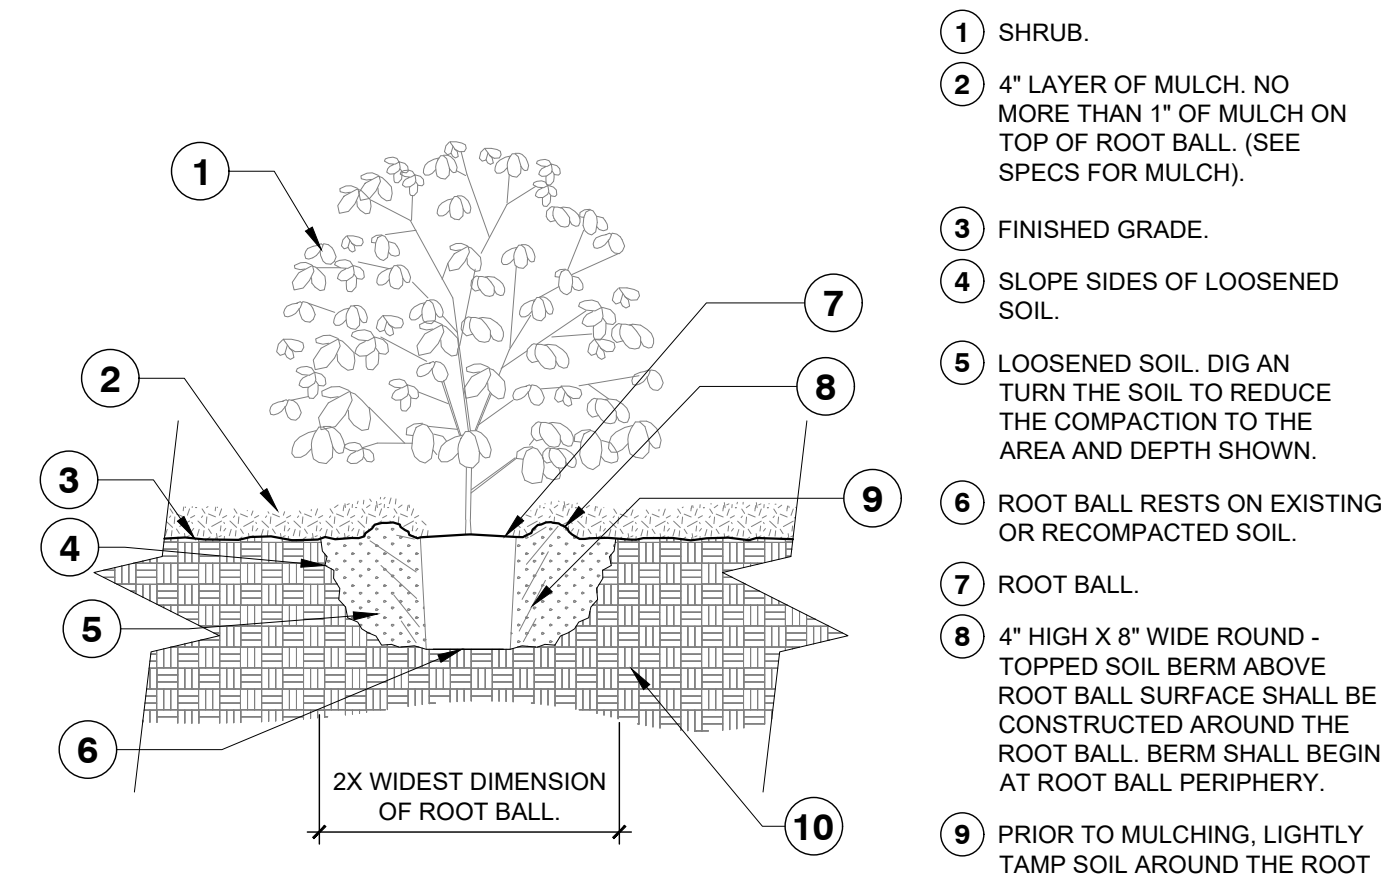 1
2
3
4
5
6
7
8
9
10
2X WIDEST DIMENSION
OF ROOT BALL.
1 SHRUB.
2 4" LAYER OF MULCH. NO
MORE THAN 1" OF MULCH ON
TOP OF ROOT BALL. (SEE
SPECS FOR MULCH).
3 FINISHED GRADE.
4 SLOPE SIDES OF LOOSENED
SOIL.
5 LOOSENED SOIL. DIG AN
TURN THE SOIL TO REDUCE
THE COMPACTION TO THE
AREA AND DEPTH SHOWN.
6 ROOT BALL RESTS ON EXISTING
OR RECOMPACTED SOIL.
7 ROOT BALL.
8 4" HIGH X 8" WIDE ROUND -
TOPPED SOIL BERM ABOVE
ROOT BALL SURFACE SHALL BE
CONSTRUCTED AROUND THE
ROOT BALL. BERM SHALL BEGIN
AT ROOT BALL PERIPHERY.
9 PRIOR TO MULCHING, LIGHTLY
TAMP SOIL AROUND THE ROOT